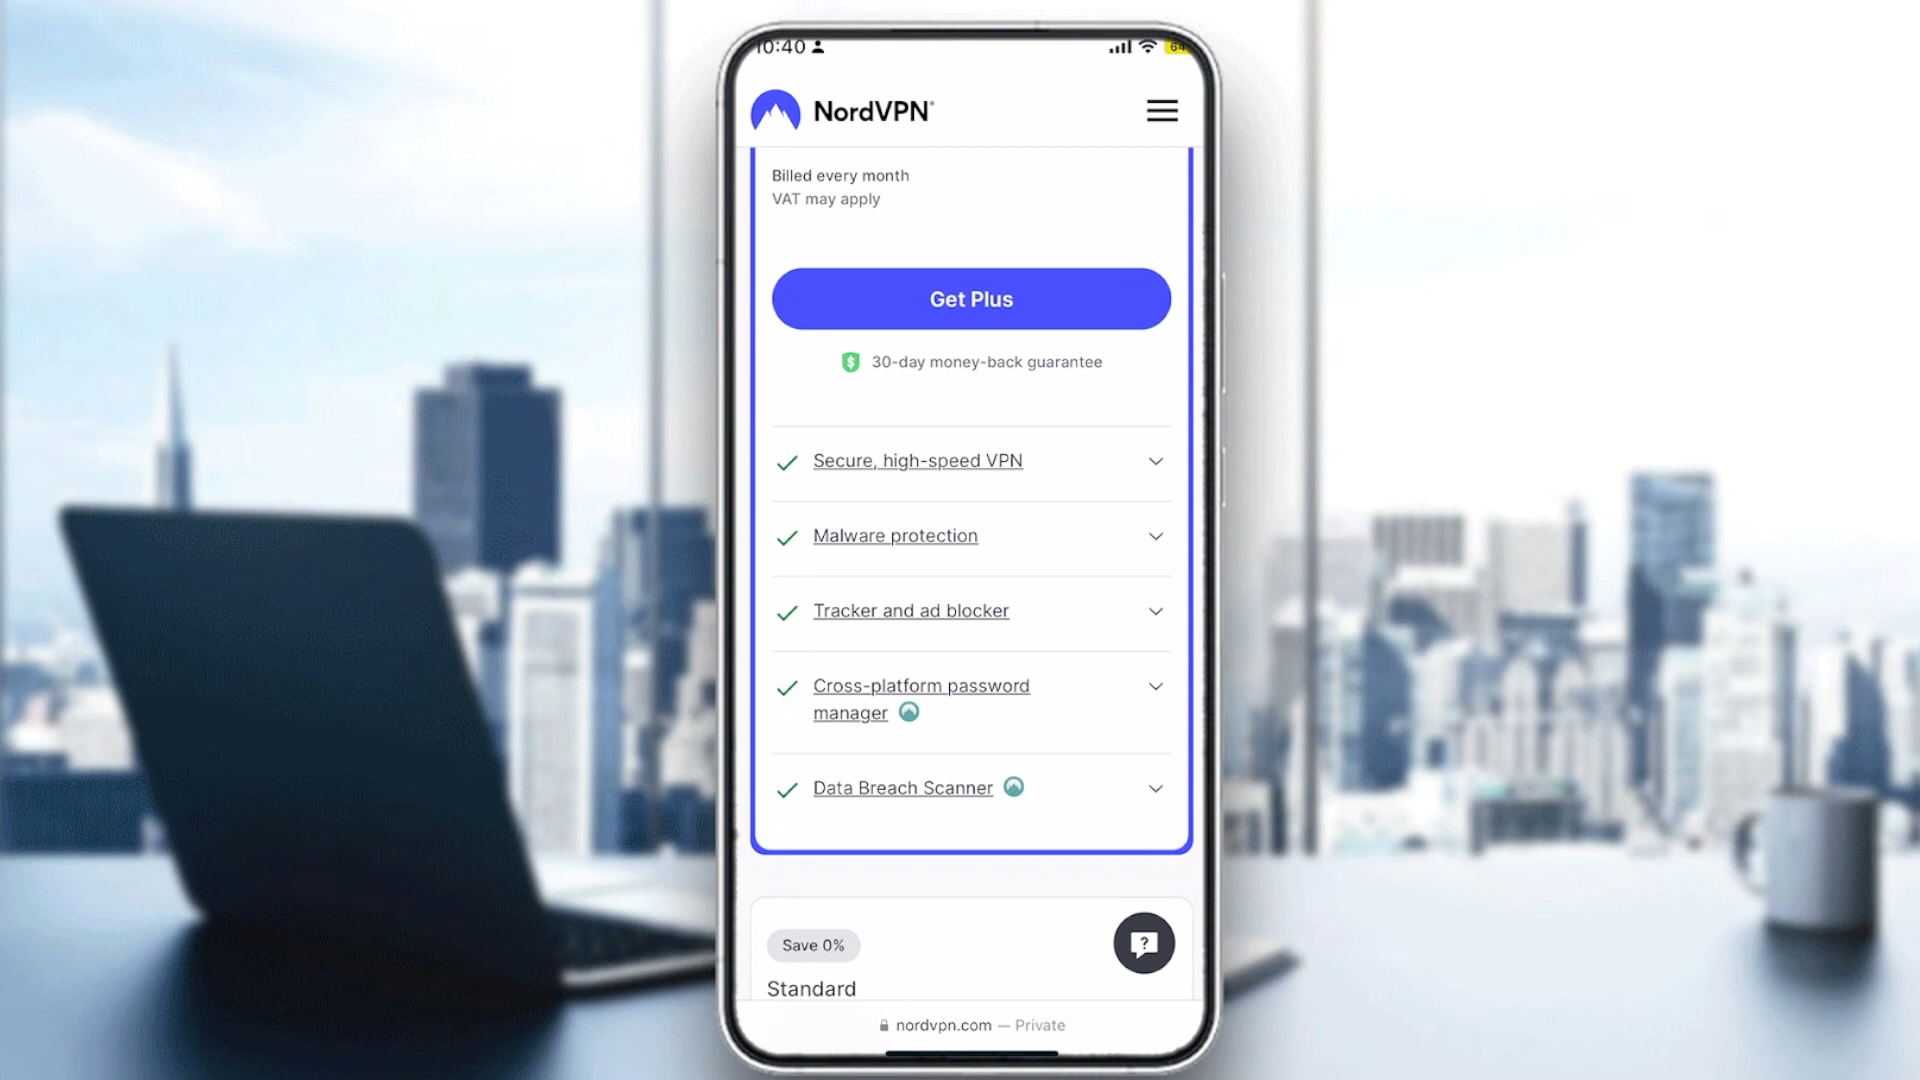 10:40
64
NordVPN
Billed every month
VAT may apply
Get Plus
30-day money-back guarantee
Secure, high-speed VPN
Malware protection
Tracker and ad blocker
Cross-platform password
manager
Data Breach Scanner
Save 0%
?
Standard
nordvpn.com — Private